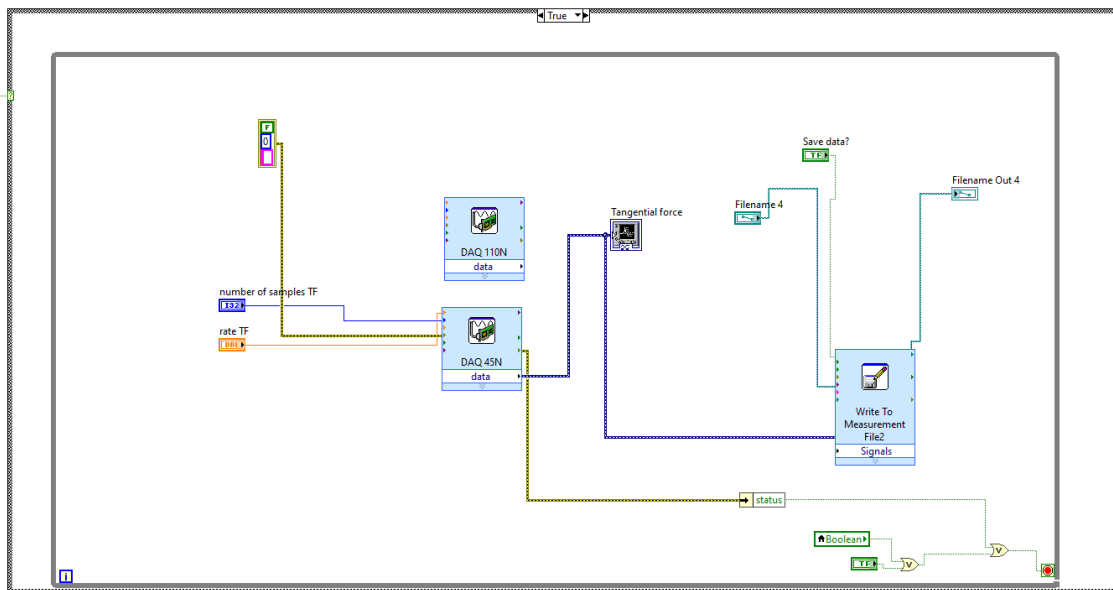 True
?
F
0
Save data?
TF
Filename Out 4
Filename 4
Tangential force
DAQ 110N
data
number of samples TF
I32
rate TF
DBL
DAQ 45N
data
Write To
Measurement
File2
Signals
status
Boolean
TF
V
V
i